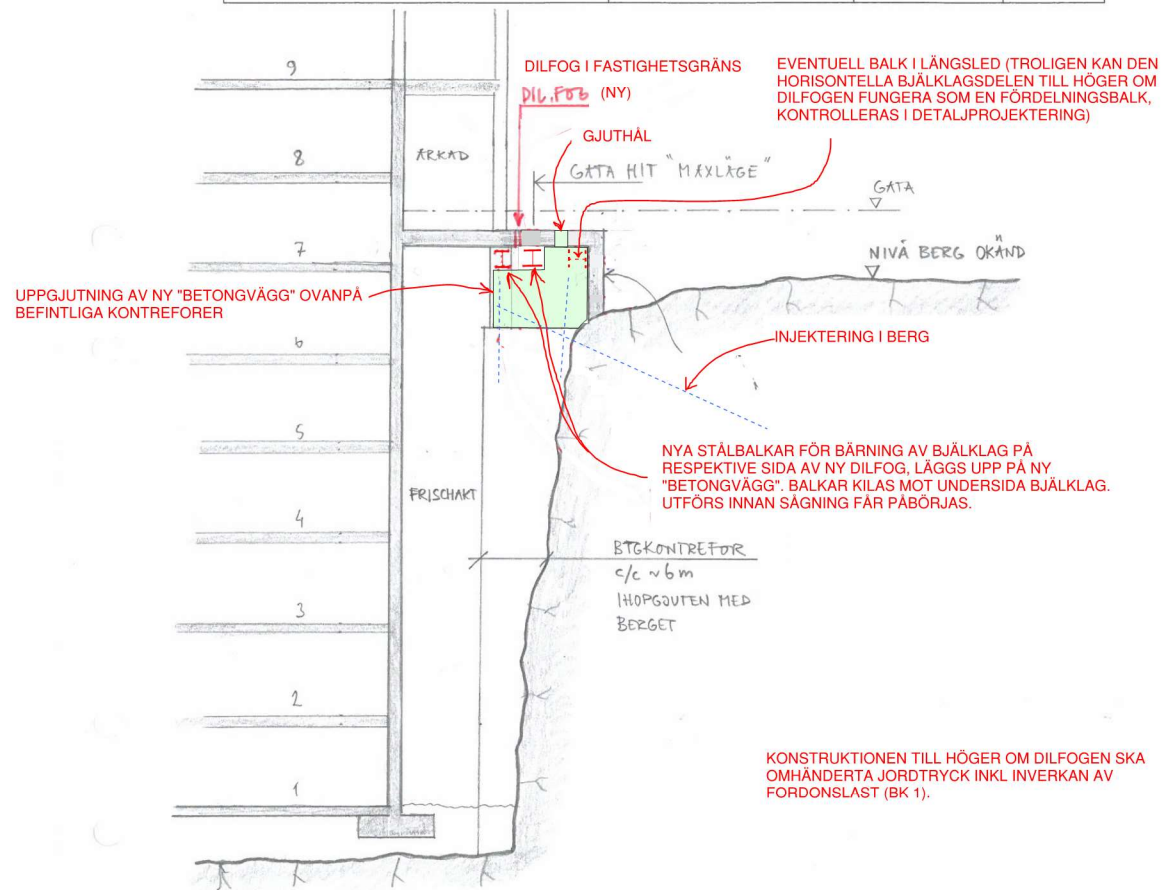 9
DILFOG I FASTIGHETSGRÄNS
DIL.FOG (NY)
EVENTUELL BALK I LÄNGSLED (TROLIGEN KAN DEN
HORISONTELLA BJÄLKLAGSDELEN TILL HÖGER OM
DILFOGEN FUNGERA SOM EN FÖRDELNINGSBALK,
KONTROLLERAS I DETALJPROJEKTERING)
GJUTHÅL
8
ARKAD
GATA HIT "MAXLÄGE"
GATA
7
NIVÅ BERG OKÄND
UPPGJUTNING AV NY "BETONGVÄGG" OVANPÅ
BEFINTLIGA KONTREFORER
6
INJEKTERING I BERG
5
NYA STÅLBALKAR FÖR BÄRNING AV BJÄLKLAG PÅ
RESPEKTIVE SIDA AV NY DILFOG, LÄGGS UPP PÅ NY
"BETONGVÄGG". BALKAR KILAS MOT UNDERSIDA BJÄLKLAG.
UTFÖRS INNAN SÅGNING FÅR PÅBÖRJAS.
FRISCHAKT
4
BTGKONTREFOR
c/c ~6m
IHOPGJUTEN MED
BERGET
3
2
1
KONSTRUKTIONEN TILL HÖGER OM DILFOGEN SKA
OMHÄNDERTA JORDTRYCK INKL INVERKAN AV
FORDONSLAST (BK 1).